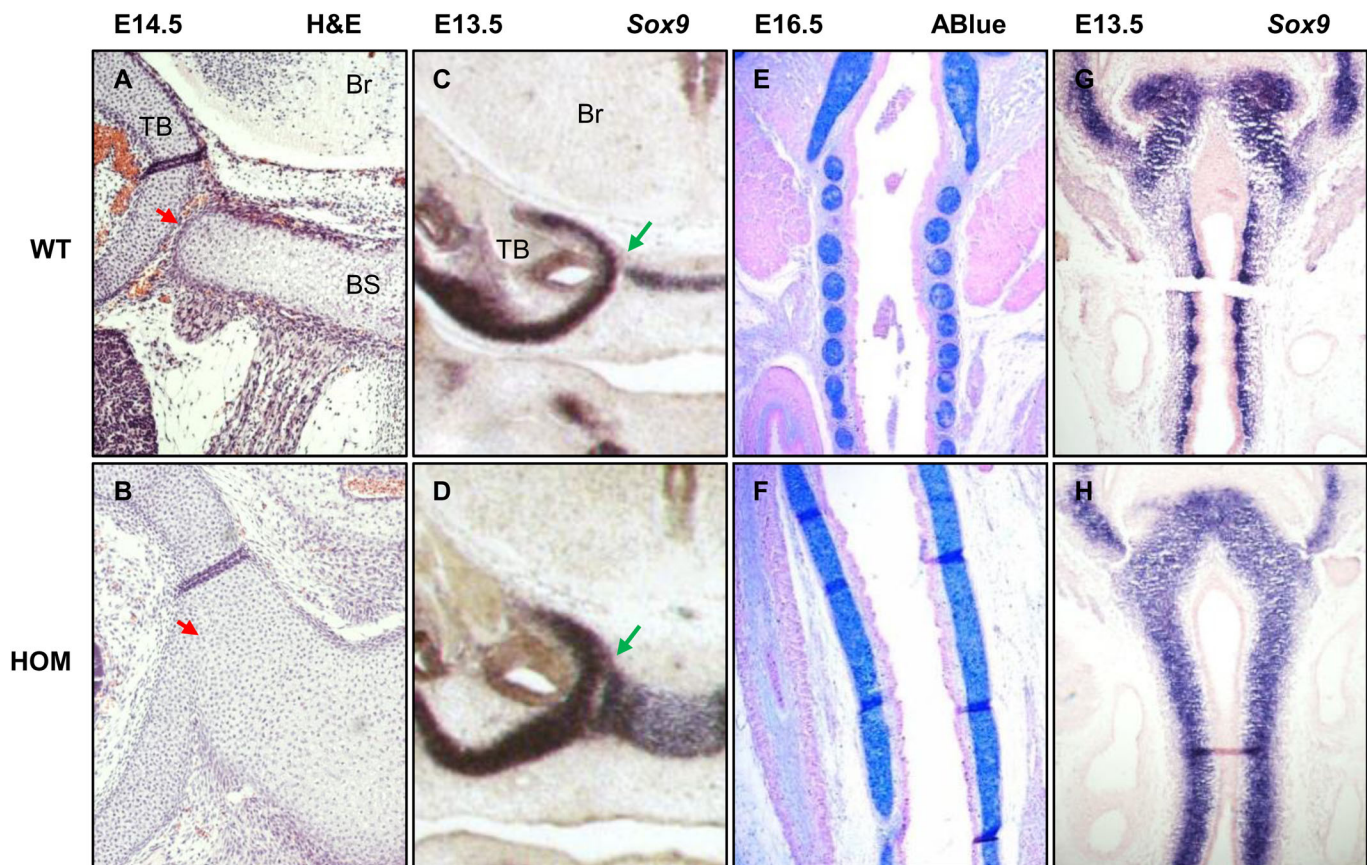 E14.5 H&E E13.5 Sox9 E16.5 ABlue E13.5 Sox9
A Br C E G
TB Br
WT TB
BS
B D F H
HOM